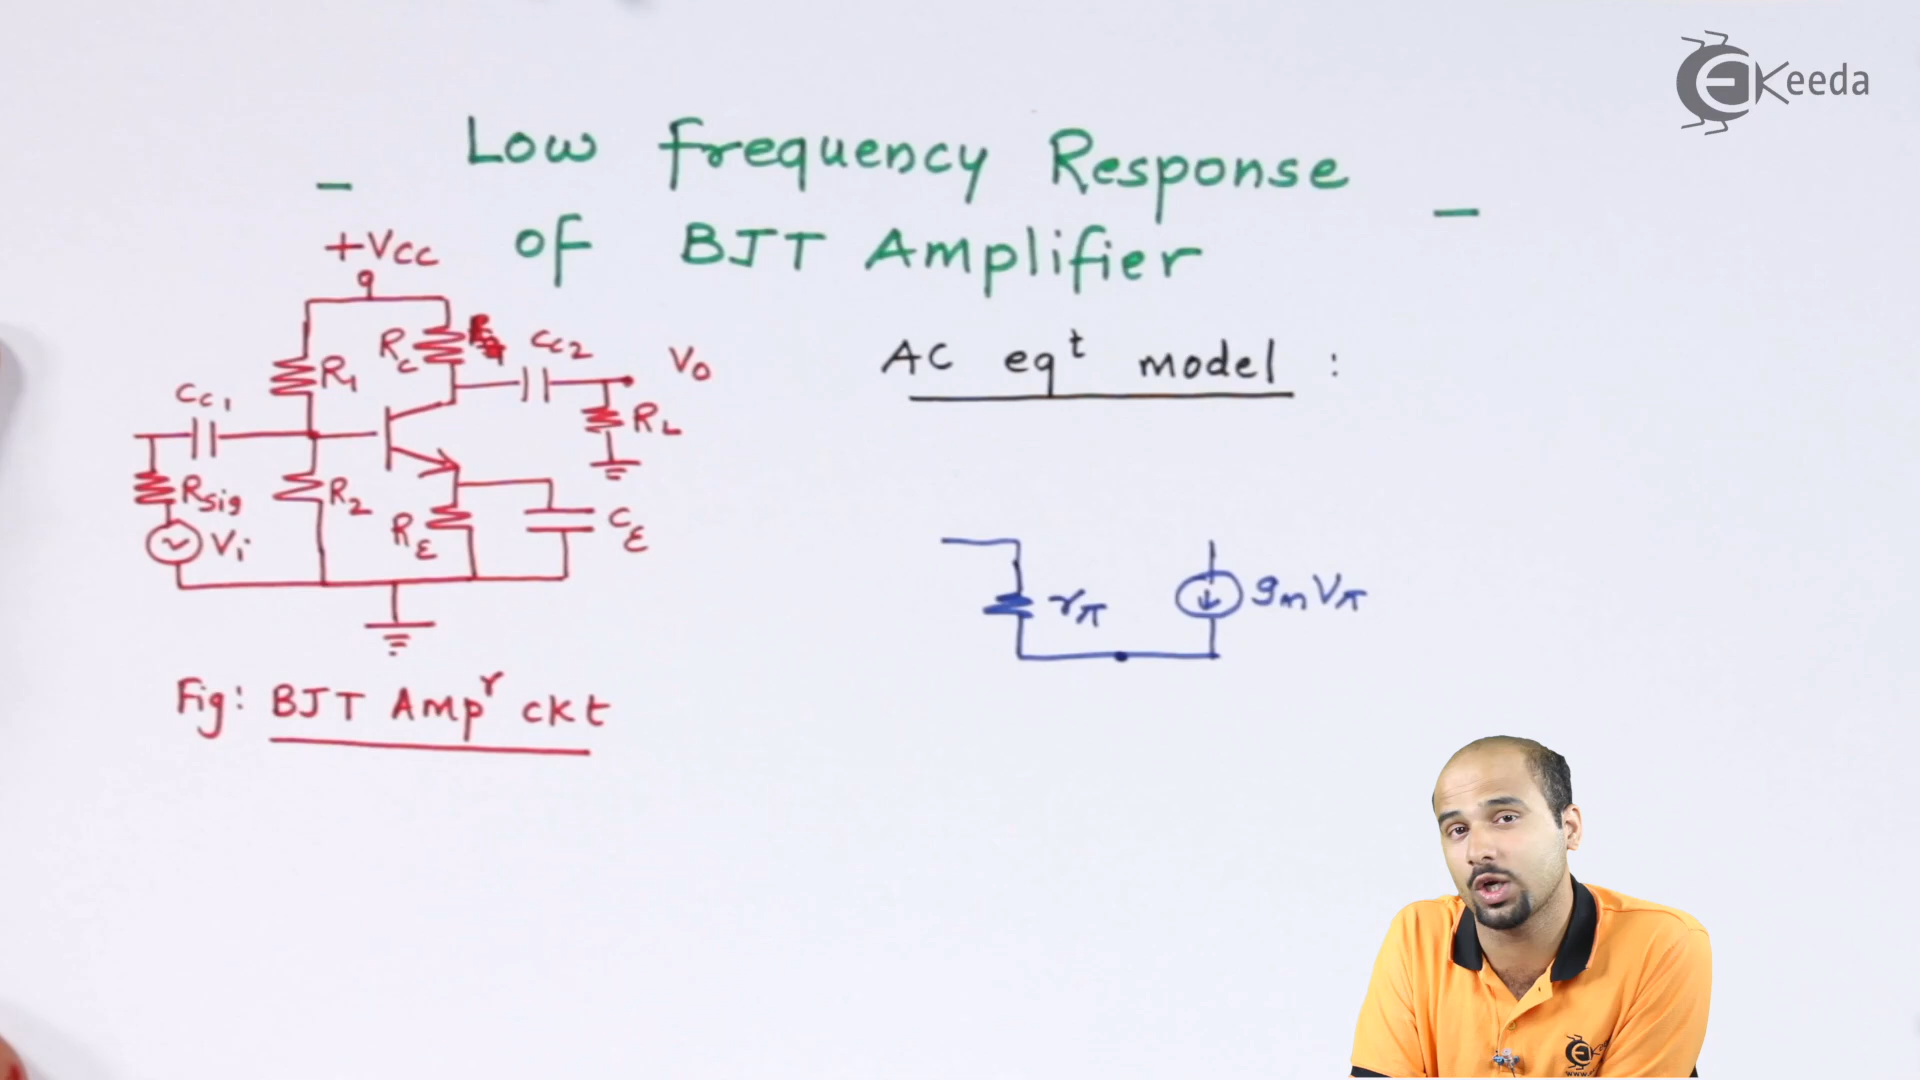 EKeeda
Low Frequency Response
of BJT Amplifier
+VCC
RC
CC2
VO
R1
CC1
RL
Rsig
R2
RE
CE
Vi
Fig: BJT Ampr ckt
AC eqt model :
rπ
gmVπ